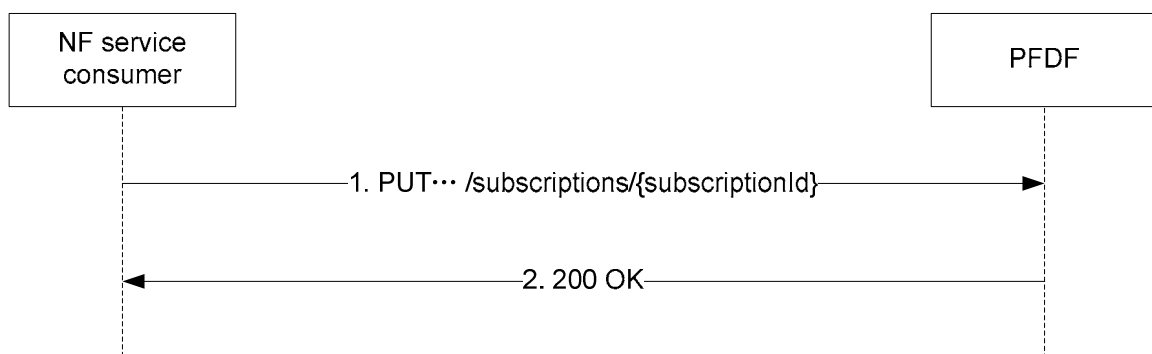 NF service
consumer
PFDF
1. PUT··· /subscriptions/{subscriptionId}
2. 200 OK